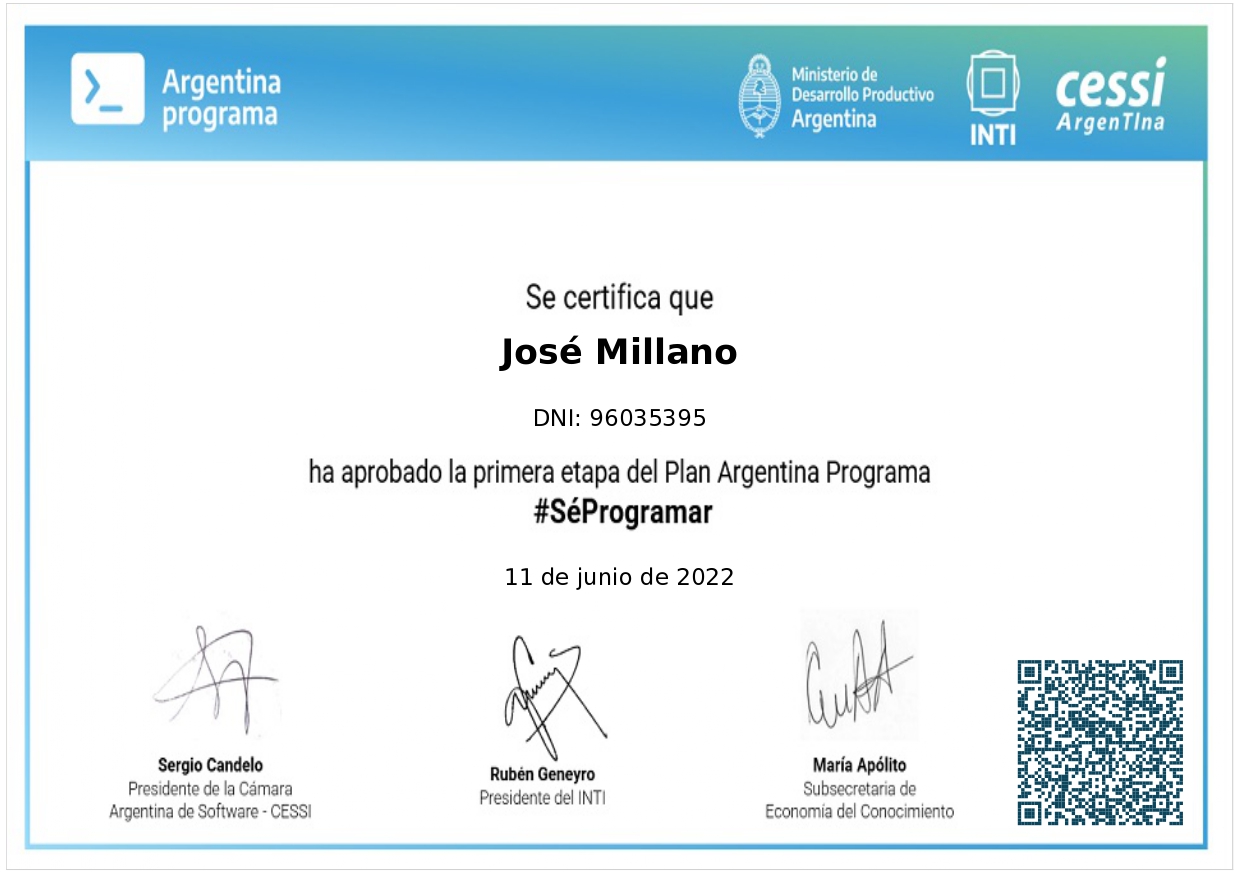 Argentina
programa
Ministerio de
Desarrollo Productivo
Argentina
INTI
cessi
ArgenTIna
Se certifica que
José Millano
DNI: 96035395
ha aprobado la primera etapa del Plan Argentina Programa
#SéProgramar
11 de junio de 2022
Sergio Candelo
Presidente de la Cámara
Argentina de Software - CESSI
Rubén Geneyro
Presidente del INTI
María Apólito
Subsecretaria de
Economía del Conocimiento